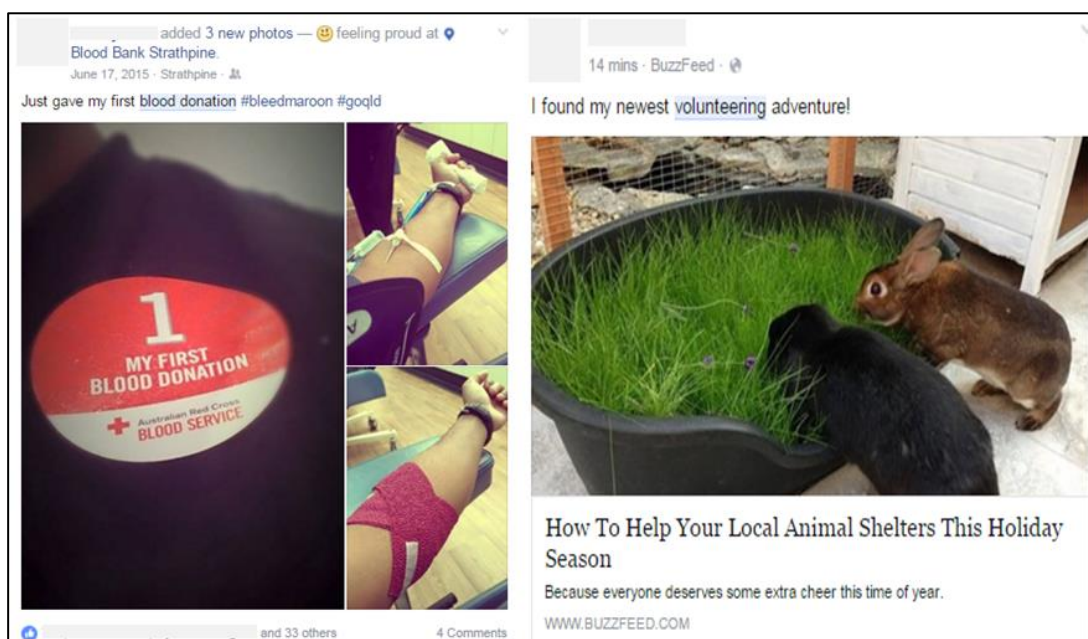 added 3 new photos — feeling proud at
Blood Bank Strathpine.
June 17, 2015 · Strathpine ·
Just gave my first blood donation #bleedmaroon #goqld
1
MY FIRST
BLOOD DONATION
Australian Red Cross
BLOOD SERVICE
and 33 others
4 Comments
14 mins · BuzzFeed ·
I found my newest volunteering adventure!
How To Help Your Local Animal Shelters This Holiday
Season
Because everyone deserves some extra cheer this time of year.
WWW.BUZZFEED.COM